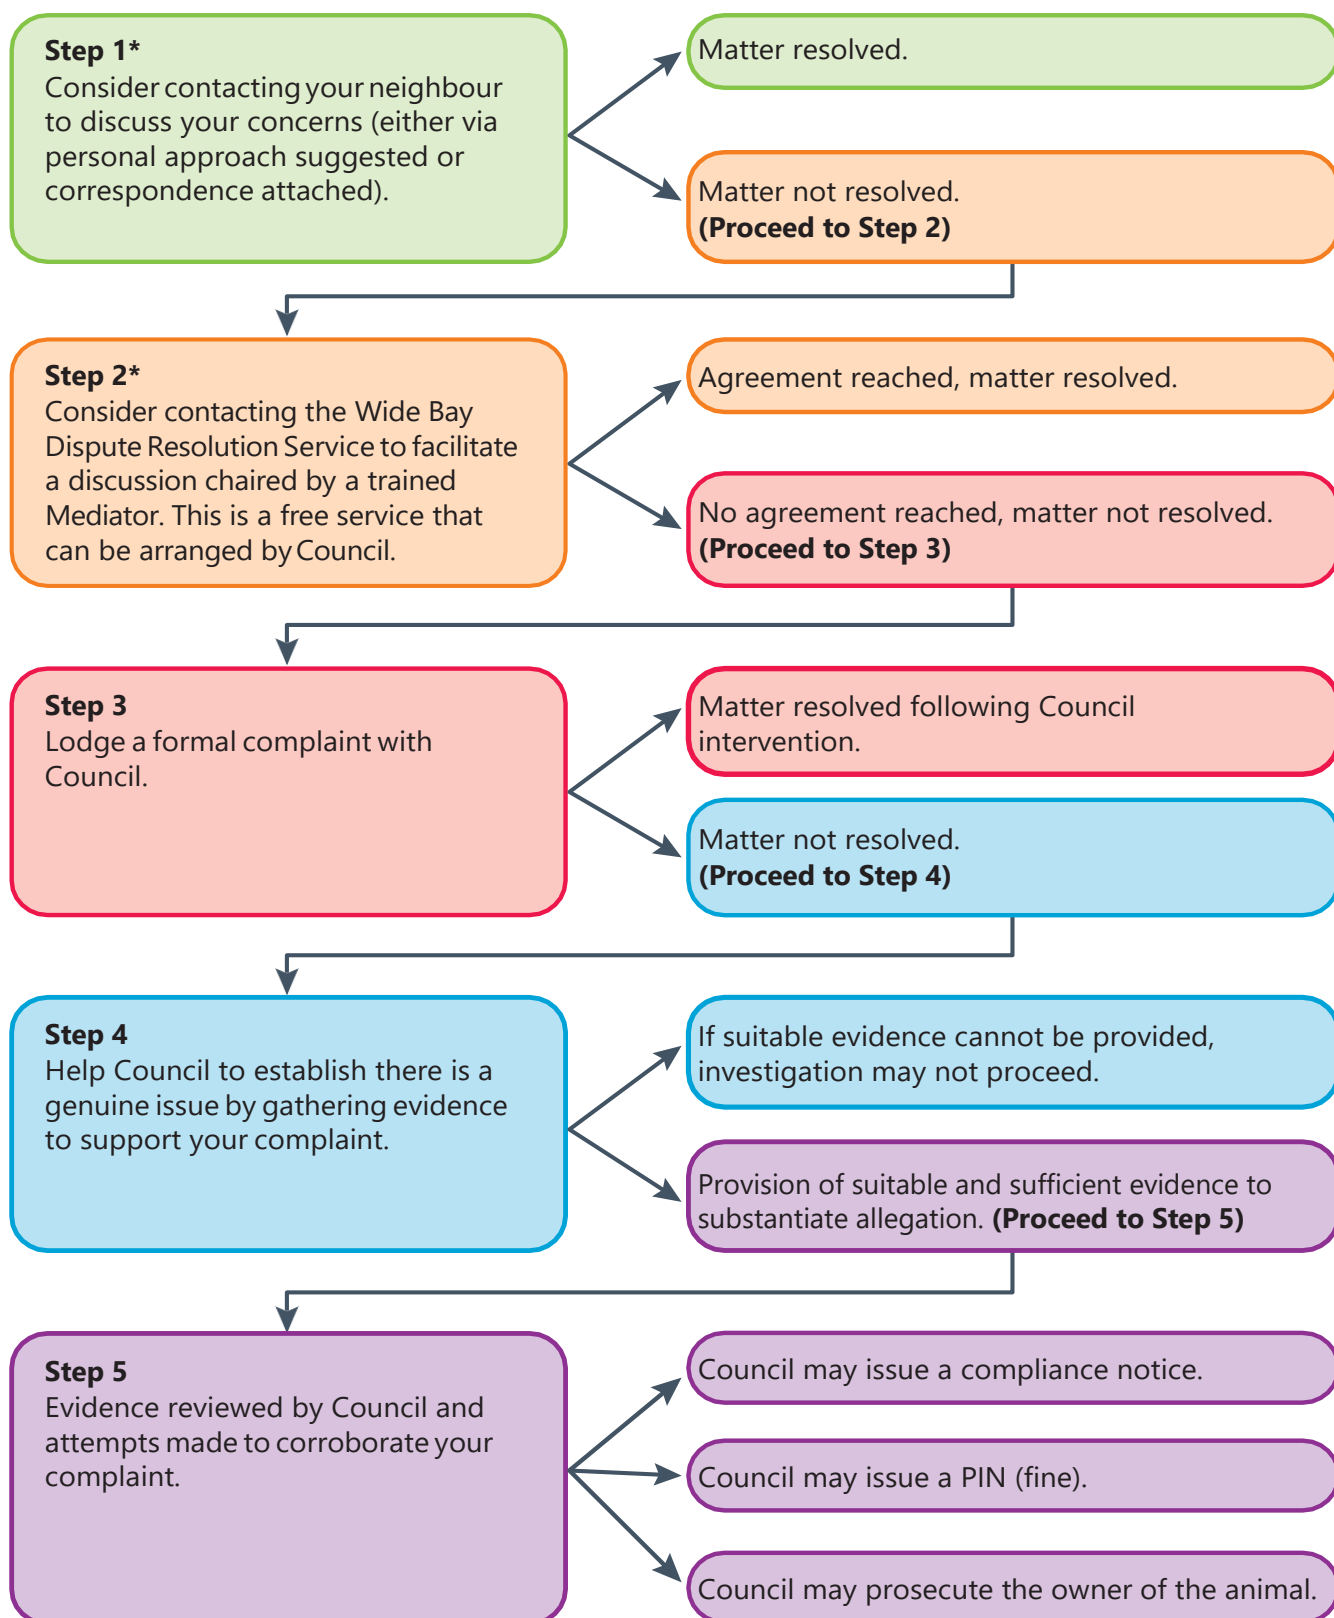 Step 1*
Consider contacting your neighbour
to discuss your concerns (either via
personal approach suggested or
correspondence attached).
Matter resolved.
Matter not resolved.
(Proceed to Step 2)
Step 2*
Consider contacting the Wide Bay
Dispute Resolution Service to facilitate
a discussion chaired by a trained
Mediator. This is a free service that
can be arranged by Council.
Agreement reached, matter resolved.
No agreement reached, matter not resolved.
(Proceed to Step 3)
Step 3
Lodge a formal complaint with
Council.
Matter resolved following Council
intervention.
Matter not resolved.
(Proceed to Step 4)
Step 4
Help Council to establish there is a
genuine issue by gathering evidence
to support your complaint.
If suitable evidence cannot be provided,
investigation may not proceed.
Provision of suitable and sufficient evidence to
substantiate allegation. (Proceed to Step 5)
Step 5
Evidence reviewed by Council and
attempts made to corroborate your
complaint.
Council may issue a compliance notice.
Council may issue a PIN (fine).
Council may prosecute the owner of the animal.